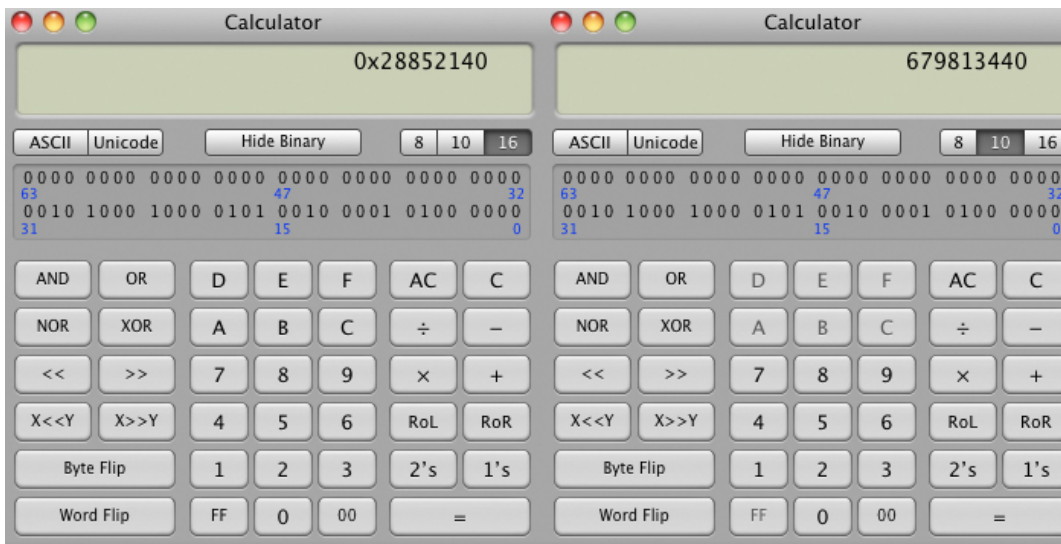 Calculator
0x28852140
ASCII Unicode Hide Binary 8 10 16
0000 0000 0000 0000 0000 0000 0000 0000
63 47 32
0010 1000 1000 0101 0010 0001 0100 0000
31 15 0
AND OR D E F AC C
NOR XOR A B C ÷ −
<< >> 7 8 9 × +
X<<Y X>>Y 4 5 6 RoL RoR
Byte Flip 1 2 3 2's 1's
Word Flip FF 0 00 =
Calculator
679813440
ASCII Unicode Hide Binary 8 10 16
0000 0000 0000 0000 0000 0000 0000 0000
63 47 32
0010 1000 1000 0101 0010 0001 0100 0000
31 15 0
AND OR D E F AC C
NOR XOR A B C ÷ −
<< >> 7 8 9 × +
X<<Y X>>Y 4 5 6 RoL RoR
Byte Flip 1 2 3 2's 1's
Word Flip FF 0 00 =